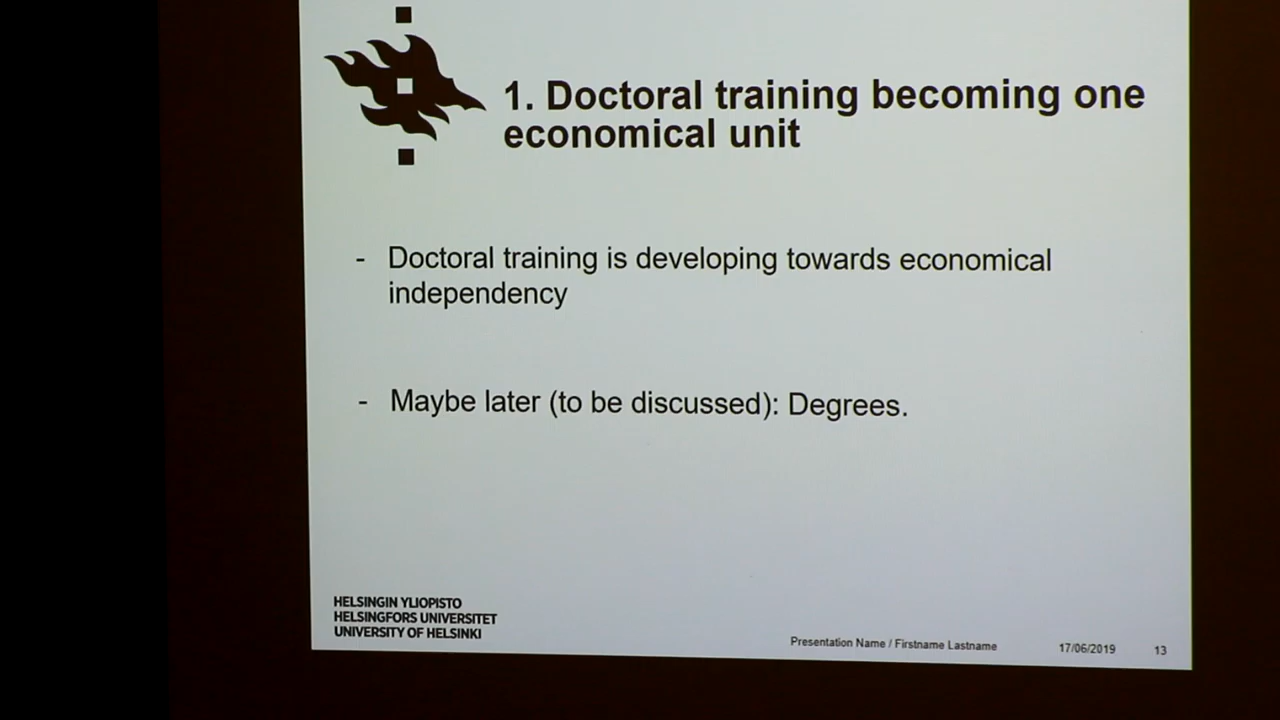 1. Doctoral training becoming one
economical unit
- Doctoral training is developing towards economical
independency
- Maybe later (to be discussed): Degrees.
HELSINGIN YLIOPISTO
HELSINGFORS UNIVERSITET
UNIVERSITY OF HELSINKI
Presentation Name / Firstname Lastname 17/06/2019 13